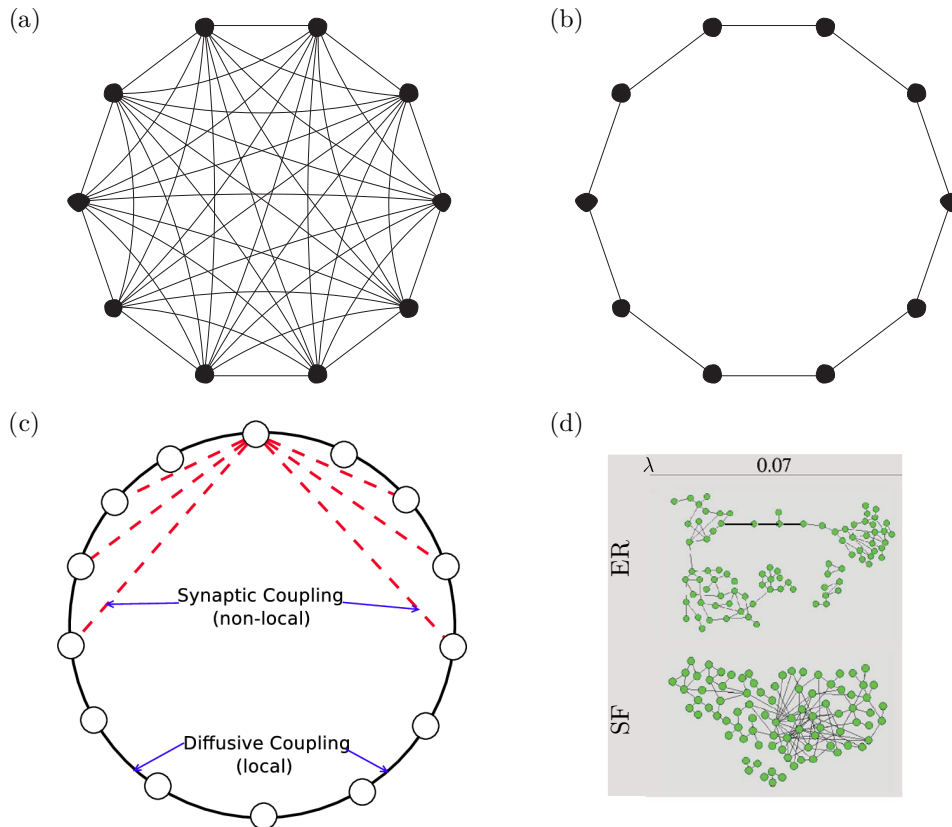 (a)
(b)
(c)
(d)
λ 0.07
ER
Synaptic Coupling
(non-local)
SF
Diffusive Coupling
(local)